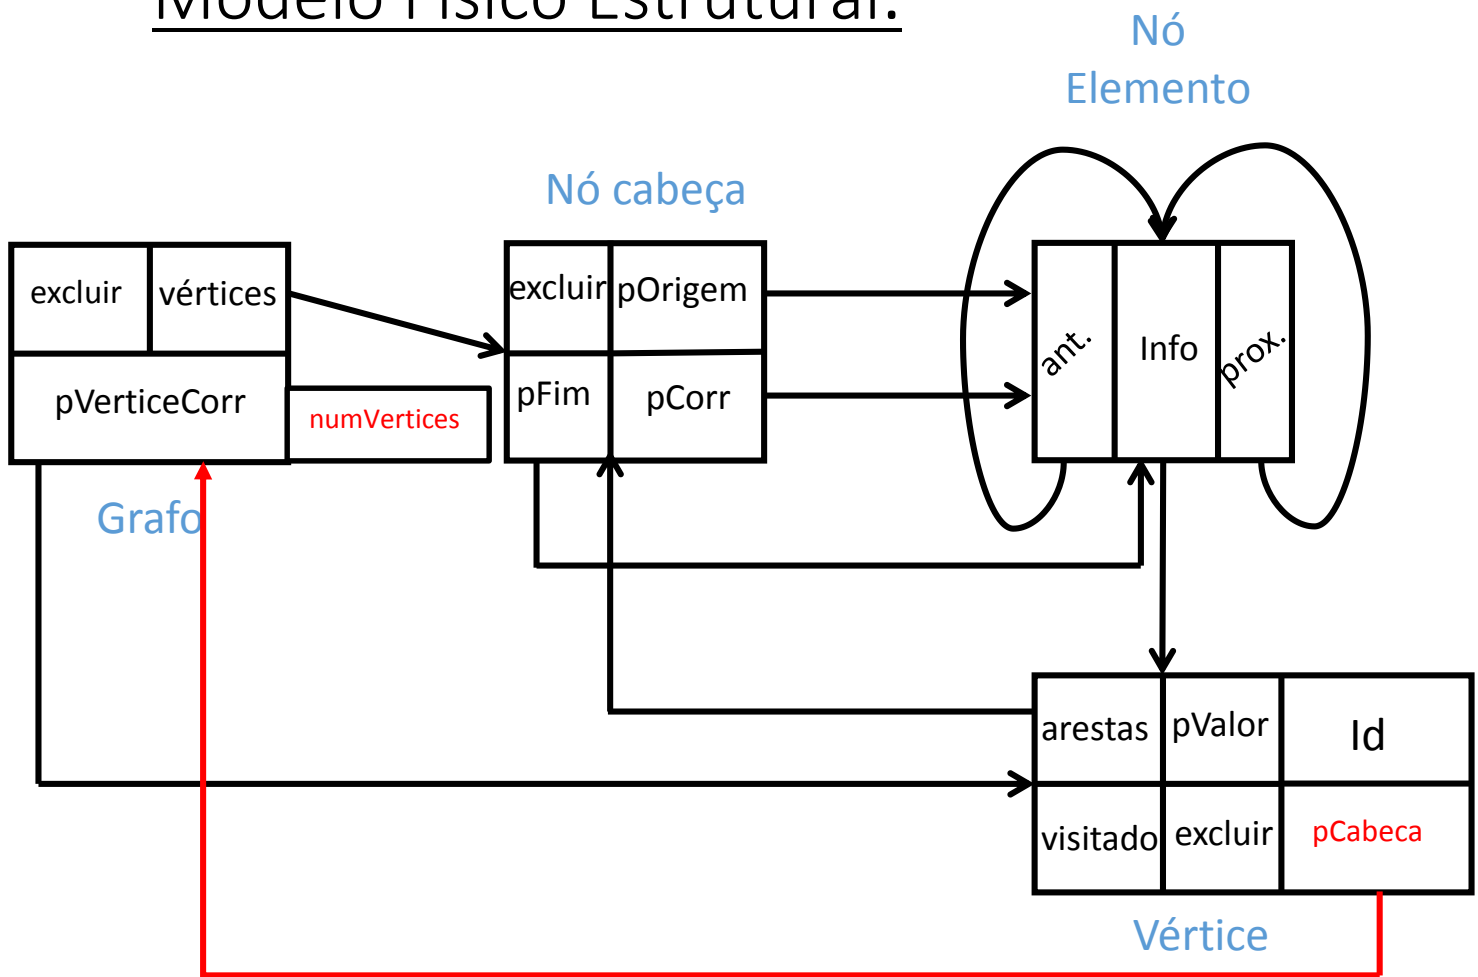 Modelo Físico Estrutural.
Nó
Elemento
Nó cabeça
excluir
vértices
pVerticeCorr
numVertices
Grafo
excluir
pOrigem
pFim
pCorr
ant.
Info
prox.
arestas
pValor
Id
visitado
excluir
pCabeca
Vértice